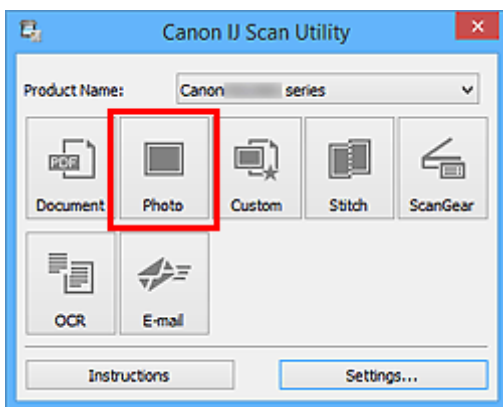 Canon IJ Scan Utility
Product Name: Canon series
PDF
Document Photo Custom Stitch ScanGear
OCR E-mail
Instructions Settings...